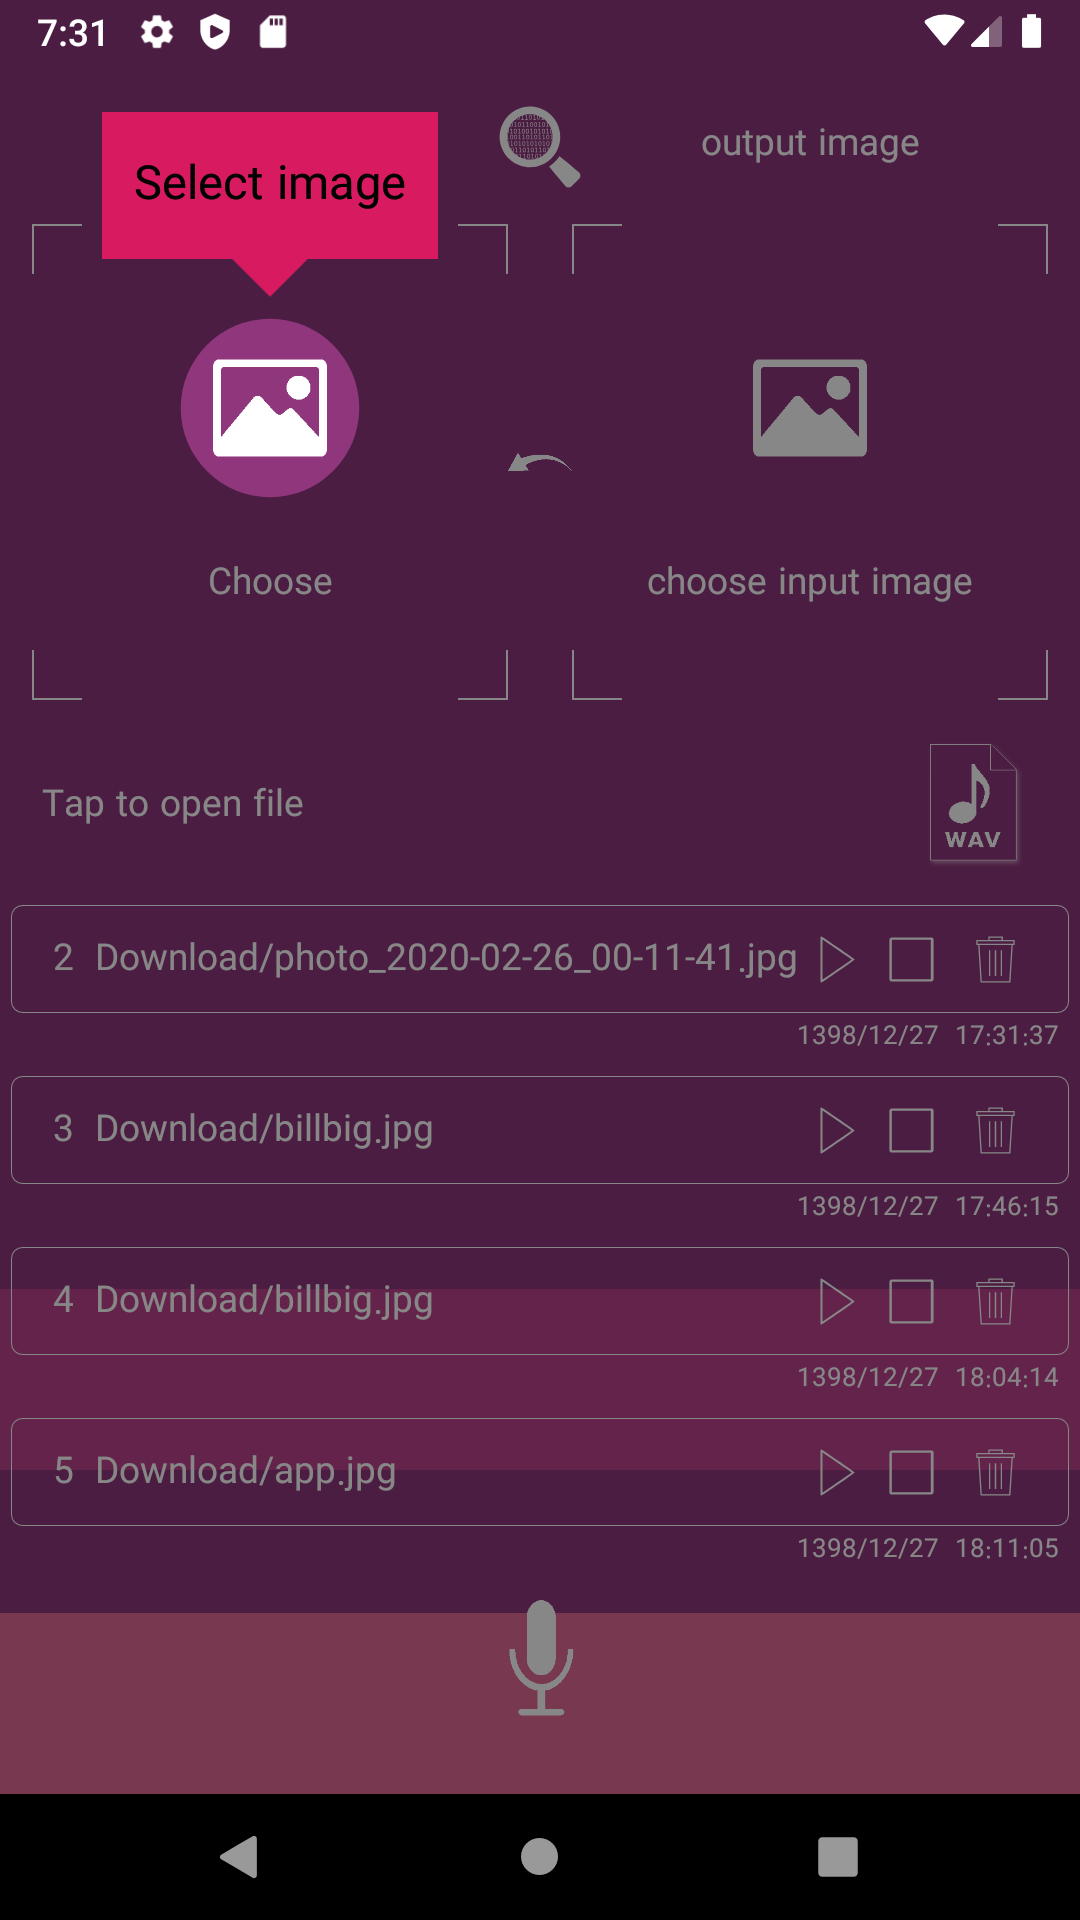 7:31
output image
Select image
Choose
choose input image
Tap to open file
WAV
2 Download/photo_2020-02-26_00-11-41.jpg
1398/12/27 17:31:37
3 Download/billbig.jpg
1398/12/27 17:46:15
4 Download/billbig.jpg
1398/12/27 18:04:14
5 Download/app.jpg
1398/12/27 18:11:05